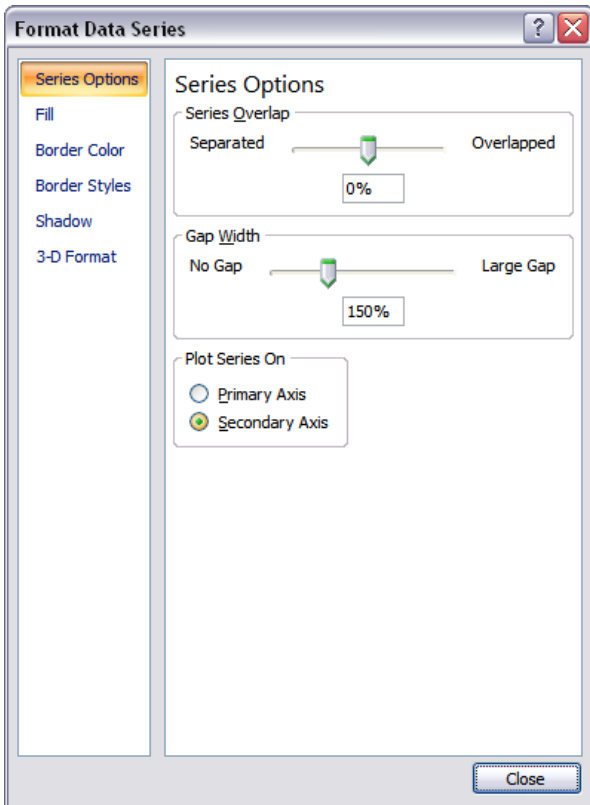 Format Data Series
?
Series Options
Fill
Border Color
Border Styles
Shadow
3-D Format
Series Options
Series Overlap
Separated Overlapped
0%
Gap Width
No Gap Large Gap
150%
Plot Series On
Primary Axis
Secondary Axis
Close